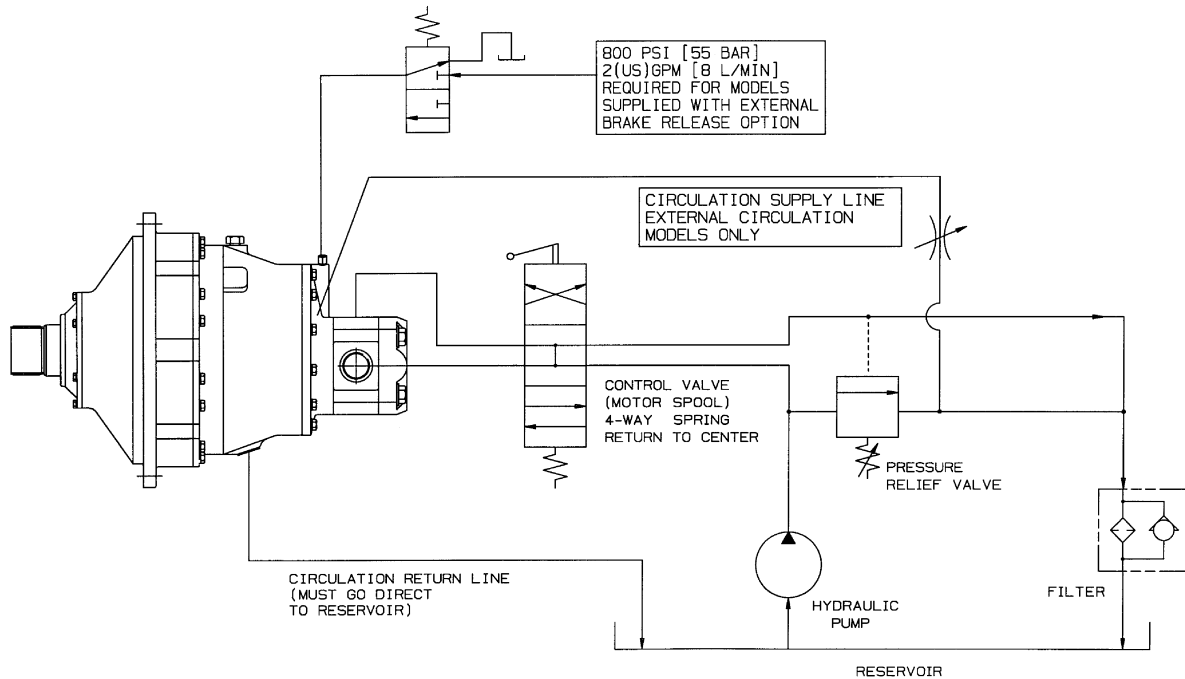 800 PSI [55 BAR]
2(US)GPM [8 L/MIN]
REQUIRED FOR MODELS
SUPPLIED WITH EXTERNAL
BRAKE RELEASE OPTION
CIRCULATION SUPPLY LINE
EXTERNAL CIRCULATION
MODELS ONLY
CONTROL VALVE
(MOTOR SPOOL)
4-WAY SPRING
RETURN TO CENTER
PRESSURE
RELIEF VALVE
CIRCULATION RETURN LINE
(MUST GO DIRECT
TO RESERVOIR)
HYDRAULIC
PUMP
FILTER
RESERVOIR